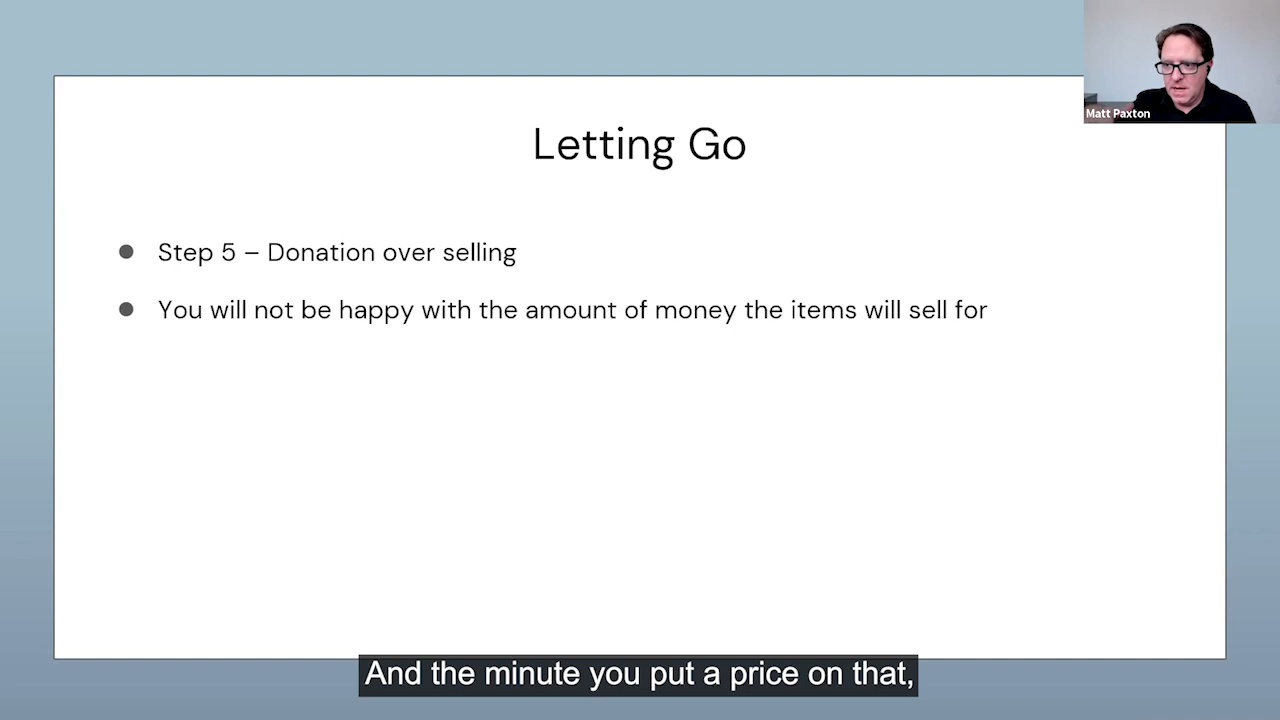 Matt Paxton
Letting Go
Step 5 – Donation over selling
You will not be happy with the amount of money the items will sell for
And the minute you put a price on that,